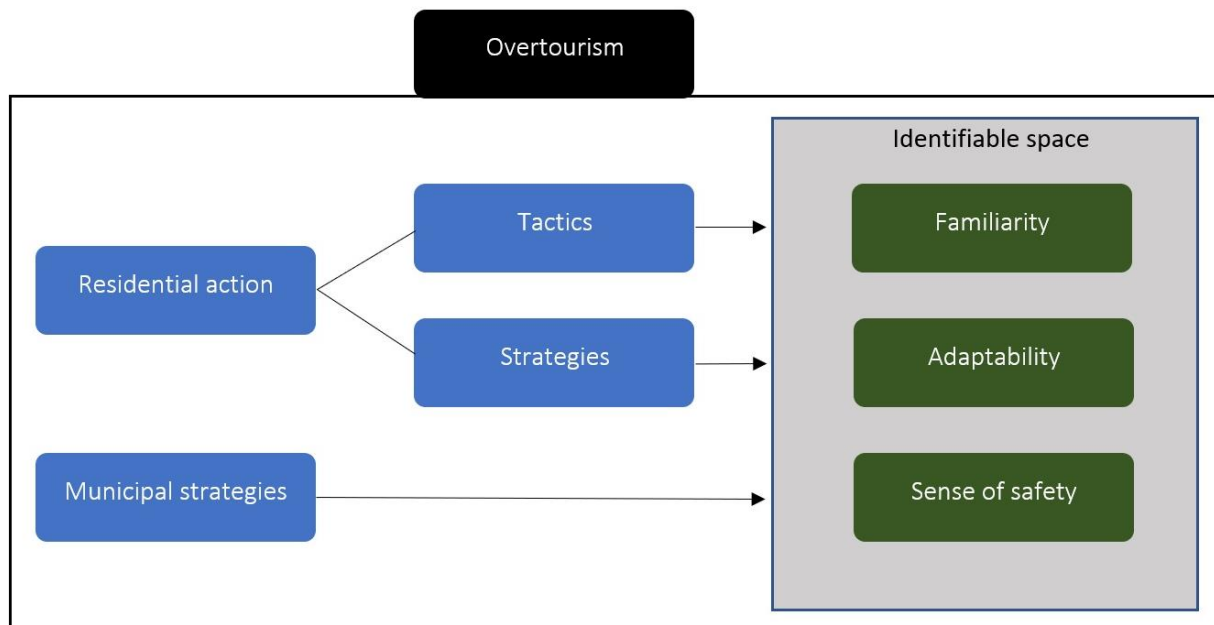 Overtourism
Identifiable space
Tactics
Familiarity
Residential action
Strategies
Adaptability
Municipal strategies
Sense of safety